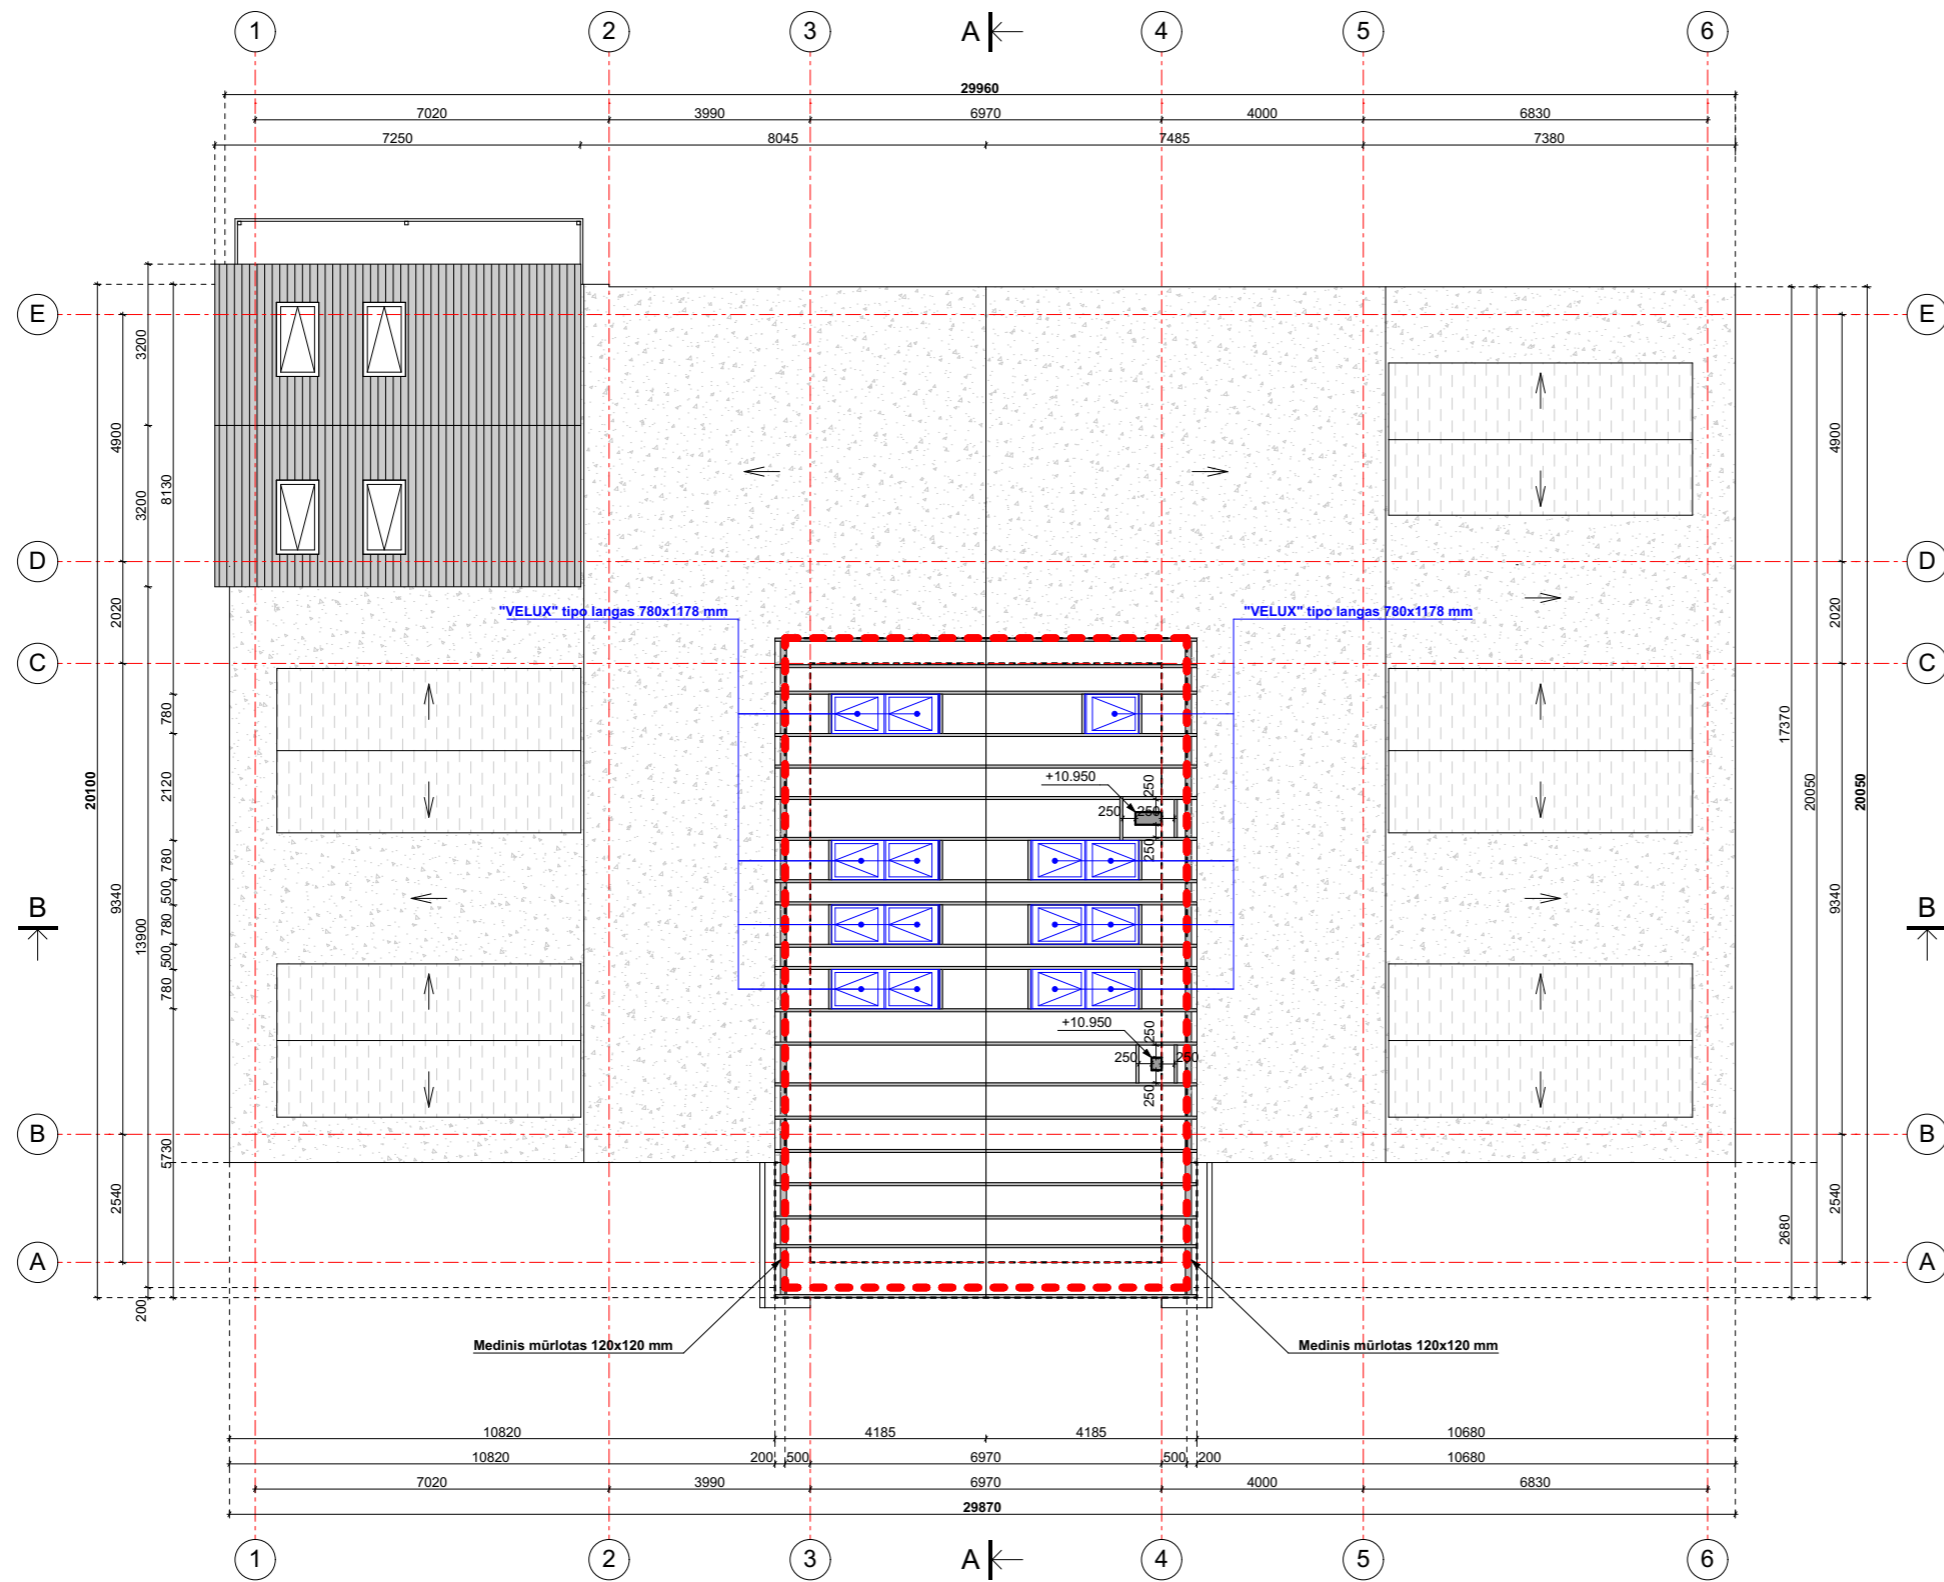 1 2 3 A 4 5 6
29960
7020 3990 6970 4000 6830
7250 8045 7485 7380
E E
3200
4900 4900
3200 8130
D D
2020 2020
"VELUX" tipo langas 780x1178 mm "VELUX" tipo langas 780x1178 mm
C C
780
17370
+10.950 250
20100 2120 20050 20050
250 250
250
780
500
9340 9340
B B
780
13900
500
780
+10.950 250
250 250
250
B B
5730
2540 2540
2680
A A
200
Medinis mūrlotas 120x120 mm Medinis mūrlotas 120x120 mm
10820 4185 4185 10680
10820 200 500 6970 500 200 10680
7020 3990 6970 4000 6830
29870
1 2 3 A 4 5 6